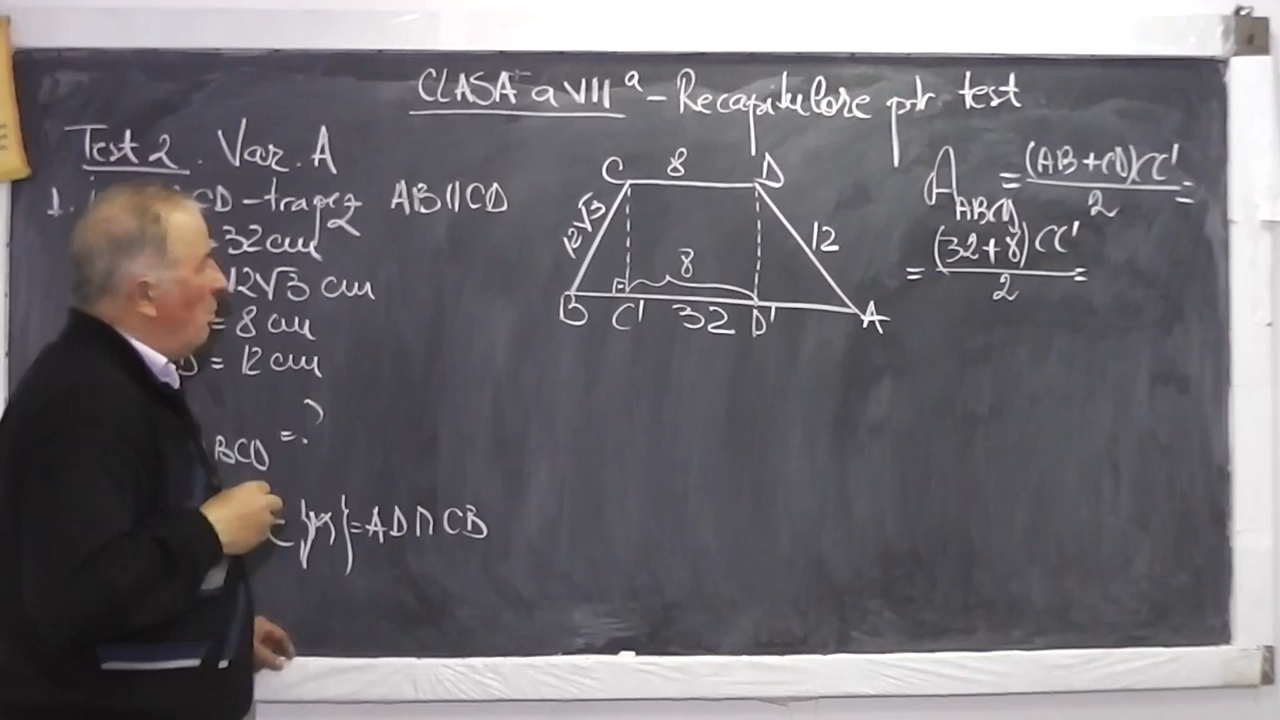 CLASA a VII a - Recapitulare ptr test
Test 2. Var. A
1. CD - trapez AB || CD
= 32 cm
12√3 cm
= 8 cm
D = 12 cm
BCD = ?
{M} = AD ∩ CB
C 8 D
12√3
12
8
B C' 32 D' A
A ABCD = (AB + CD) CC' / 2 =
= (32 + 8) CC' / 2 =